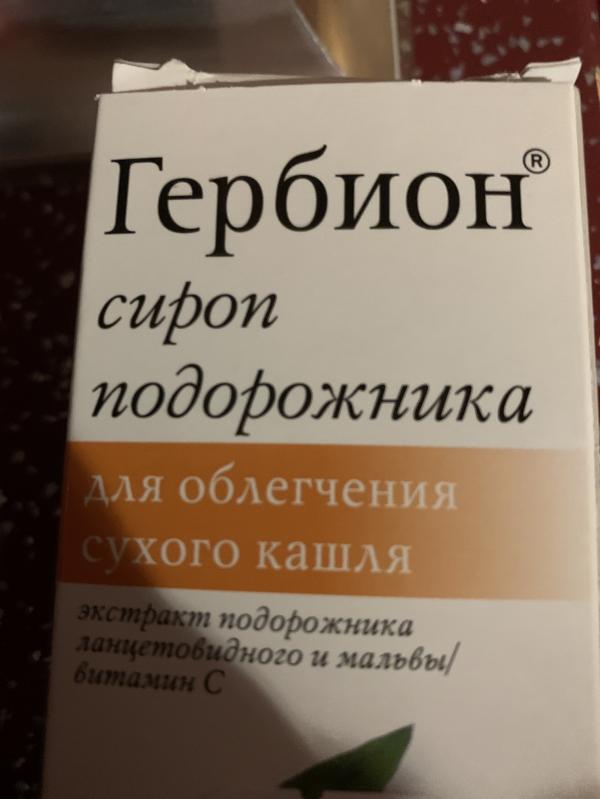 Гербион®
сироп
подорожника
для облегчения
сухого кашля
экстракт подорожника
ланцетовидного и мальвы/
витамин С